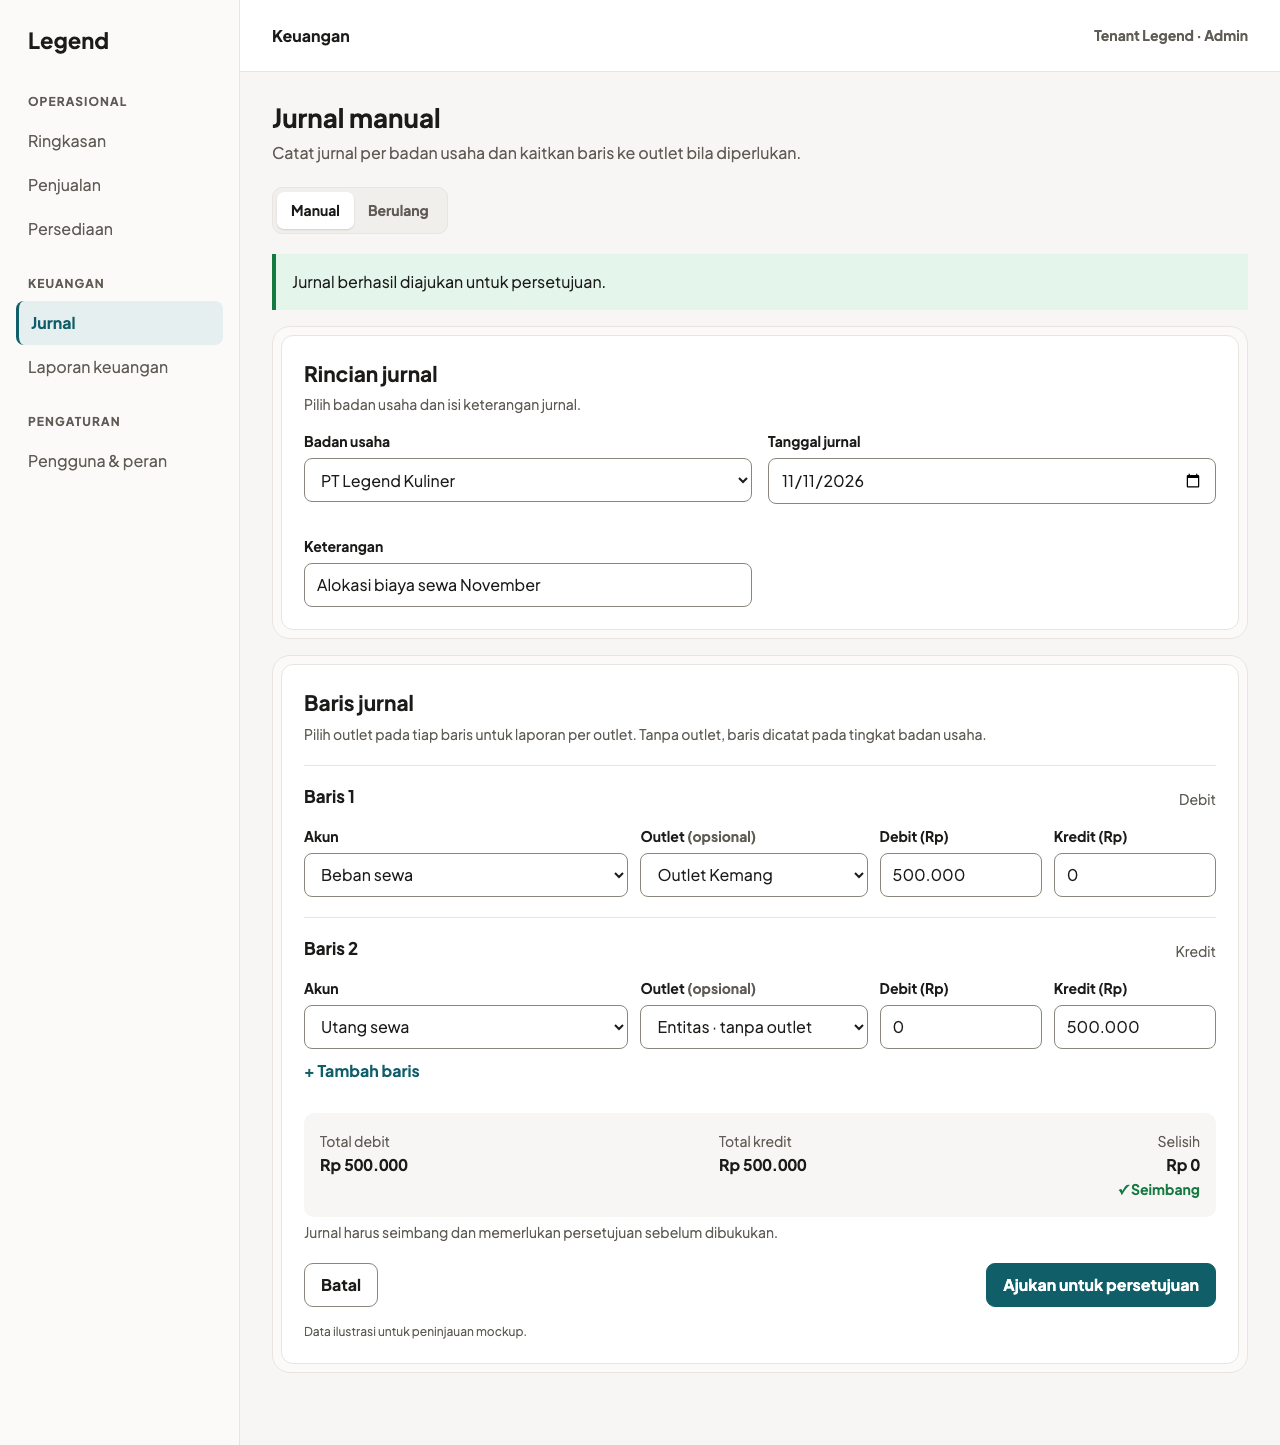 Legend
OPERASIONAL
Ringkasan
Penjualan
Persediaan
KEUANGAN
Jurnal
Laporan keuangan
PENGATURAN
Pengguna & peran
Keuangan
Tenant Legend · Admin
Jurnal manual
Catat jurnal per badan usaha dan kaitkan baris ke outlet bila diperlukan.
Manual
Berulang
Jurnal berhasil diajukan untuk persetujuan.
Rincian jurnal
Pilih badan usaha dan isi keterangan jurnal.
Badan usaha
Tanggal jurnal
PT Legend Kuliner
11/11/2026
Keterangan
Alokasi biaya sewa November
Baris jurnal
Pilih outlet pada tiap baris untuk laporan per outlet. Tanpa outlet, baris dicatat pada tingkat badan usaha.
Baris 1
Debit
Akun
Outlet (opsional)
Debit (Rp)
Kredit (Rp)
Beban sewa
Outlet Kemang
500.000
0
Baris 2
Kredit
Akun
Outlet (opsional)
Debit (Rp)
Kredit (Rp)
Utang sewa
Entitas · tanpa outlet
0
500.000
+ Tambah baris
Total debit
Total kredit
Selisih
Rp 500.000
Rp 500.000
Rp 0
✓ Seimbang
Jurnal harus seimbang dan memerlukan persetujuan sebelum dibukukan.
Batal
Ajukan untuk persetujuan
Data ilustrasi untuk peninjauan mockup.